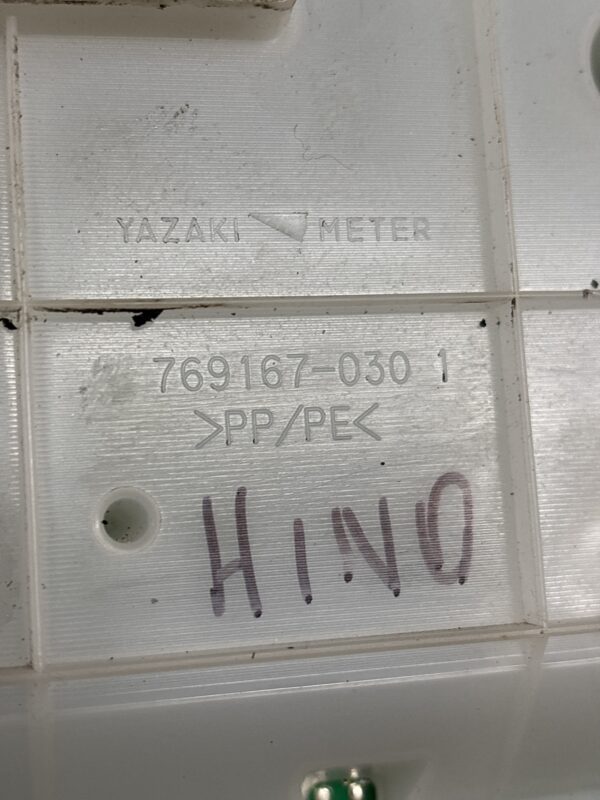 YAZAKI METER
769167-030 1
>PP/PE<
HINO